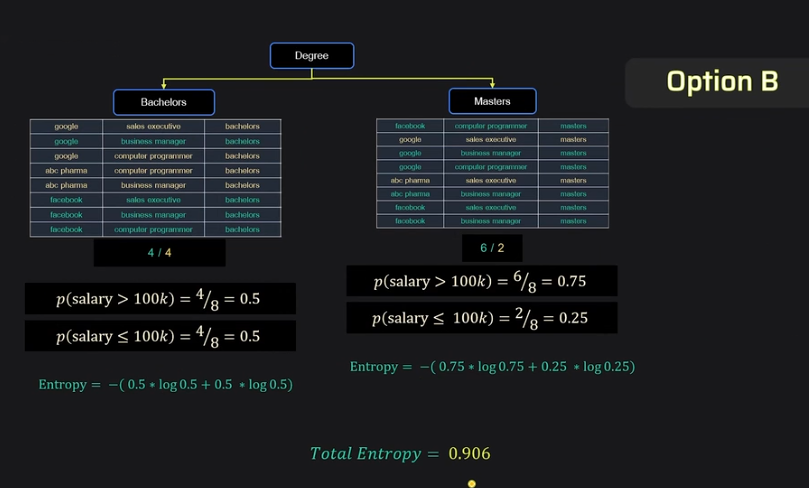 Degree
Option B
Bachelors
Masters
google sales executive bachelors
google business manager bachelors
google computer programmer bachelors
abc pharma computer programmer bachelors
abc pharma business manager bachelors
facebook sales executive bachelors
facebook business manager bachelors
facebook computer programmer bachelors
4 / 4
facebook computer programmer masters
google sales executive masters
google business manager masters
google computer programmer masters
abc pharma sales executive masters
abc pharma business manager masters
facebook sales executive masters
facebook business manager masters
6 / 2
p(salary > 100k) = 4/8 = 0.5
p(salary ≤ 100k) = 4/8 = 0.5
Entropy = −( 0.5 * log 0.5 + 0.5 * log 0.5)
p(salary > 100k) = 6/8 = 0.75
p(salary ≤ 100k) = 2/8 = 0.25
Entropy = −( 0.75 * log 0.75 + 0.25 * log 0.25)
Total Entropy = 0.906